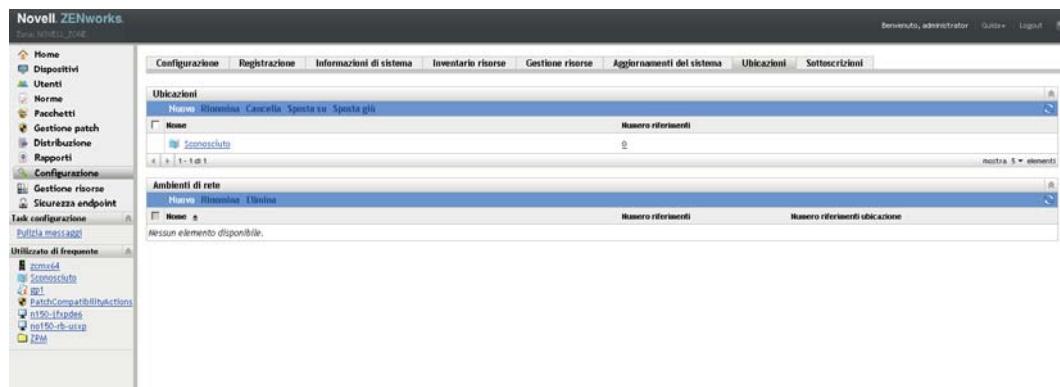 Novell. ZENworks.
Zona: NOVELL_ZONE
Benvenuto, administrator Guida Logout
Home
Dispositivi
Utenti
Norme
Pacchetti
Gestione patch
Distribuzione
Rapporti
Configurazione
Gestione risorse
Sicurezza endpoint
Task configurazione
Pulizia messaggi
Utilizzato di frequente
zcmx64
Sconosciuto
PatchCompatibilityActions
ZPM
Configurazione Registrazione Informazioni di sistema Inventario risorse Gestione risorse Aggiornamenti del sistema Ubicazioni Sottoscrizioni
Ubicazioni
Nuovo Rinomina Cancella Sposta su Sposta giù
Nome Numero riferimenti
Sconosciuto 0
1 - 1 di 1 mostra 5 elementi
Ambienti di rete
Nuovo Rinomina Elimina
Nome Numero riferimenti Numero riferimenti ubicazione
Nessun elemento disponibile.